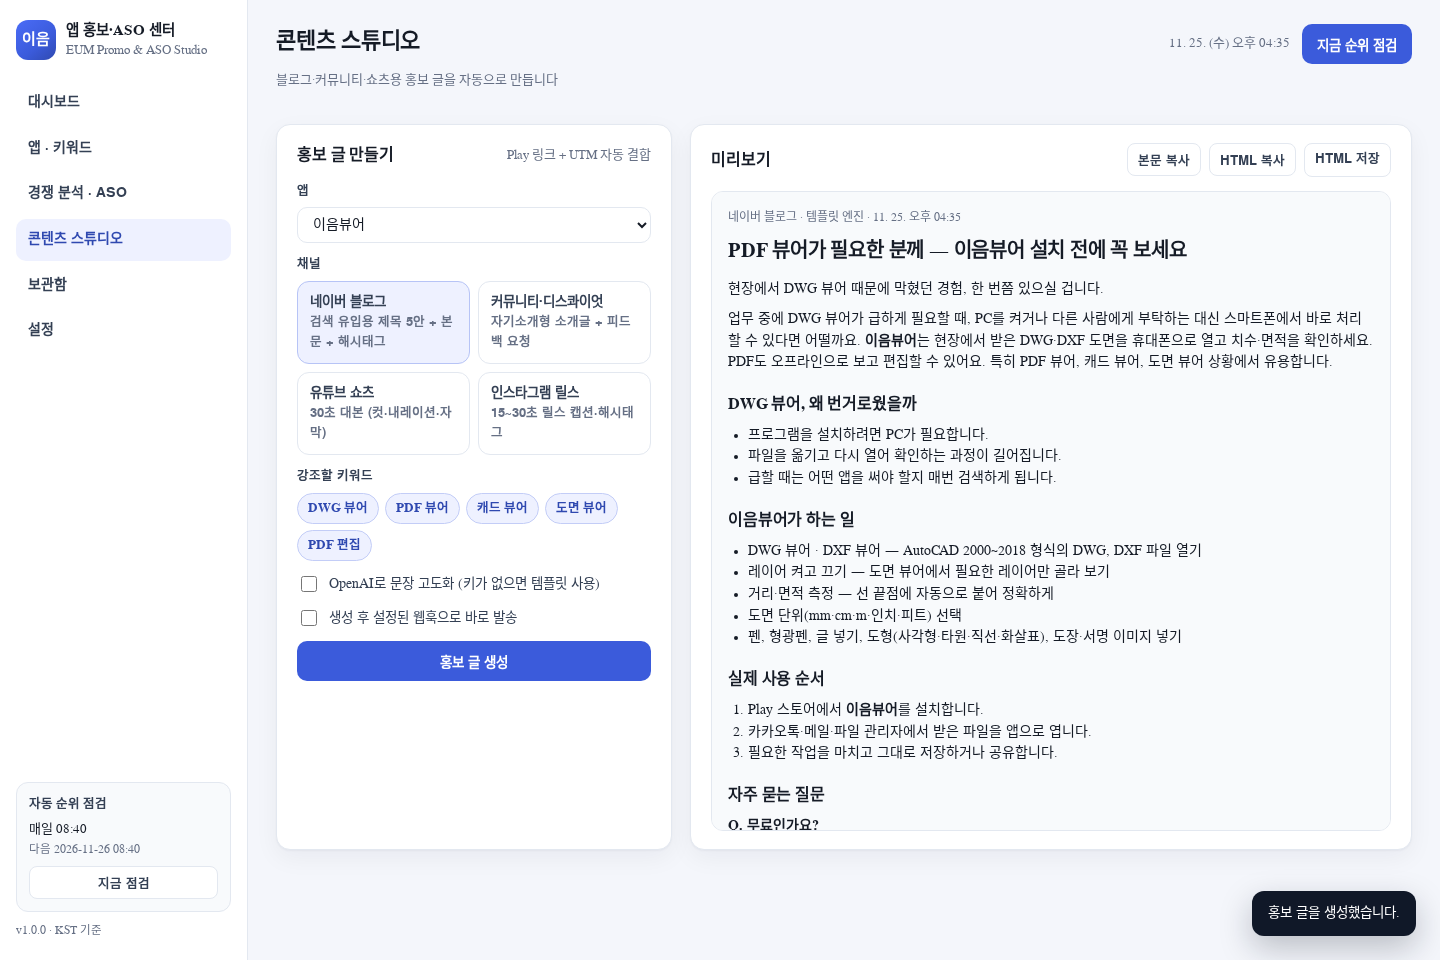 이음
앱 홍보·ASO 센터
EUM Promo & ASO Studio
대시보드
앱 · 키워드
경쟁 분석 · ASO
콘텐츠 스튜디오
보관함
설정
자동 순위 점검
매일 08:40
다음 2026-11-26 08:40
지금 점검
v1.0.0 · KST 기준
콘텐츠 스튜디오
블로그·커뮤니티·쇼츠용 홍보 글을 자동으로 만듭니다
11. 25. (수) 오후 04:35
지금 순위 점검
홍보 글 만들기
Play 링크 + UTM 자동 결합
앱
이음뷰어
채널
네이버 블로그
검색 유입용 제목 5안 + 본
문 + 해시태그
커뮤니티·디스콰이엇
자기소개형 소개글 + 피드
백 요청
유튜브 쇼츠
30초 대본 (컷·내레이션·자
막)
인스타그램 릴스
15~30초 릴스 캡션·해시태
그
강조할 키워드
DWG 뷰어
PDF 뷰어
캐드 뷰어
도면 뷰어
PDF 편집
OpenAI로 문장 고도화 (키가 없으면 템플릿 사용)
생성 후 설정된 웹훅으로 바로 발송
홍보 글 생성
미리보기
본문 복사
HTML 복사
HTML 저장
네이버 블로그 · 템플릿 엔진 · 11. 25. 오후 04:35
PDF 뷰어가 필요한 분께 — 이음뷰어 설치 전에 꼭 보세요
현장에서 DWG 뷰어 때문에 막혔던 경험, 한 번쯤 있으실 겁니다.
업무 중에 DWG 뷰어가 급하게 필요할 때, PC를 켜거나 다른 사람에게 부탁하는 대신 스마트폰에서 바로 처리
할 수 있다면 어떨까요. 이음뷰어는 현장에서 받은 DWG·DXF 도면을 휴대폰으로 열고 치수·면적을 확인하세요.
PDF도 오프라인으로 보고 편집할 수 있어요. 특히 PDF 뷰어, 캐드 뷰어, 도면 뷰어 상황에서 유용합니다.
DWG 뷰어, 왜 번거로웠을까
• 프로그램을 설치하려면 PC가 필요합니다.
• 파일을 옮기고 다시 열어 확인하는 과정이 길어집니다.
• 급할 때는 어떤 앱을 써야 할지 매번 검색하게 됩니다.
이음뷰어가 하는 일
• DWG 뷰어 · DXF 뷰어 — AutoCAD 2000~2018 형식의 DWG, DXF 파일 열기
• 레이어 켜고 끄기 — 도면 뷰어에서 필요한 레이어만 골라 보기
• 거리·면적 측정 — 선 끝점에 자동으로 붙어 정확하게
• 도면 단위(mm·cm·m·인치·피트) 선택
• 펜, 형광펜, 글 넣기, 도형(사각형·타원·직선·화살표), 도장·서명 이미지 넣기
실제 사용 순서
1. Play 스토어에서 이음뷰어를 설치합니다.
2. 카카오톡·메일·파일 관리자에서 받은 파일을 앱으로 엽니다.
3. 필요한 작업을 마치고 그대로 저장하거나 공유합니다.
자주 묻는 질문
Q. 무료인가요?
홍보 글을 생성했습니다.